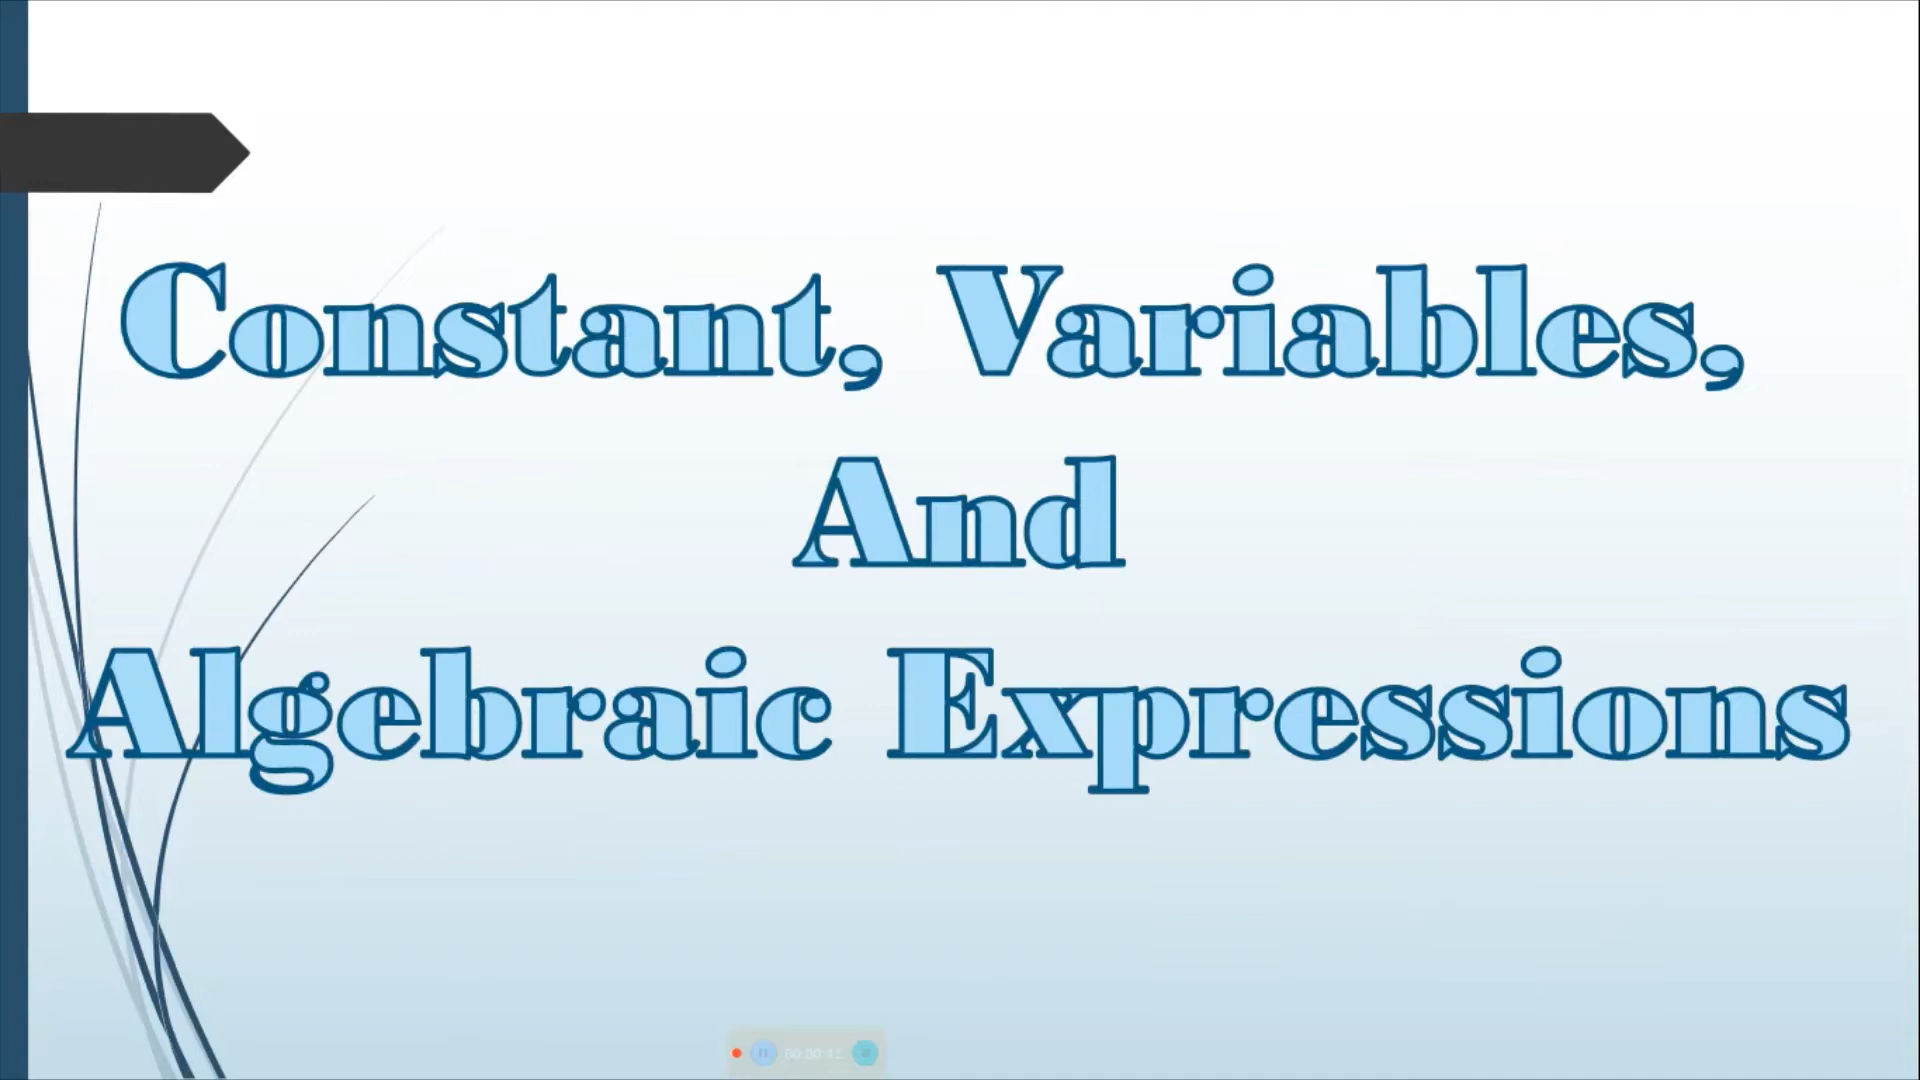 Constant, Variables,
And
Algebraic Expressions